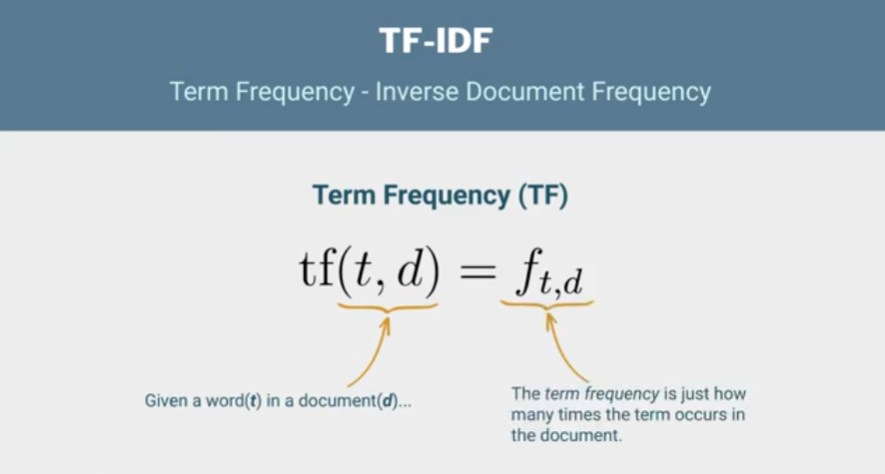 TF-IDF
Term Frequency - Inverse Document Frequency
Term Frequency (TF)
tf(t, d) = f_{t,d}
Given a word(t) in a document(d)...
The term frequency is just how
many times the term occurs in
the document.